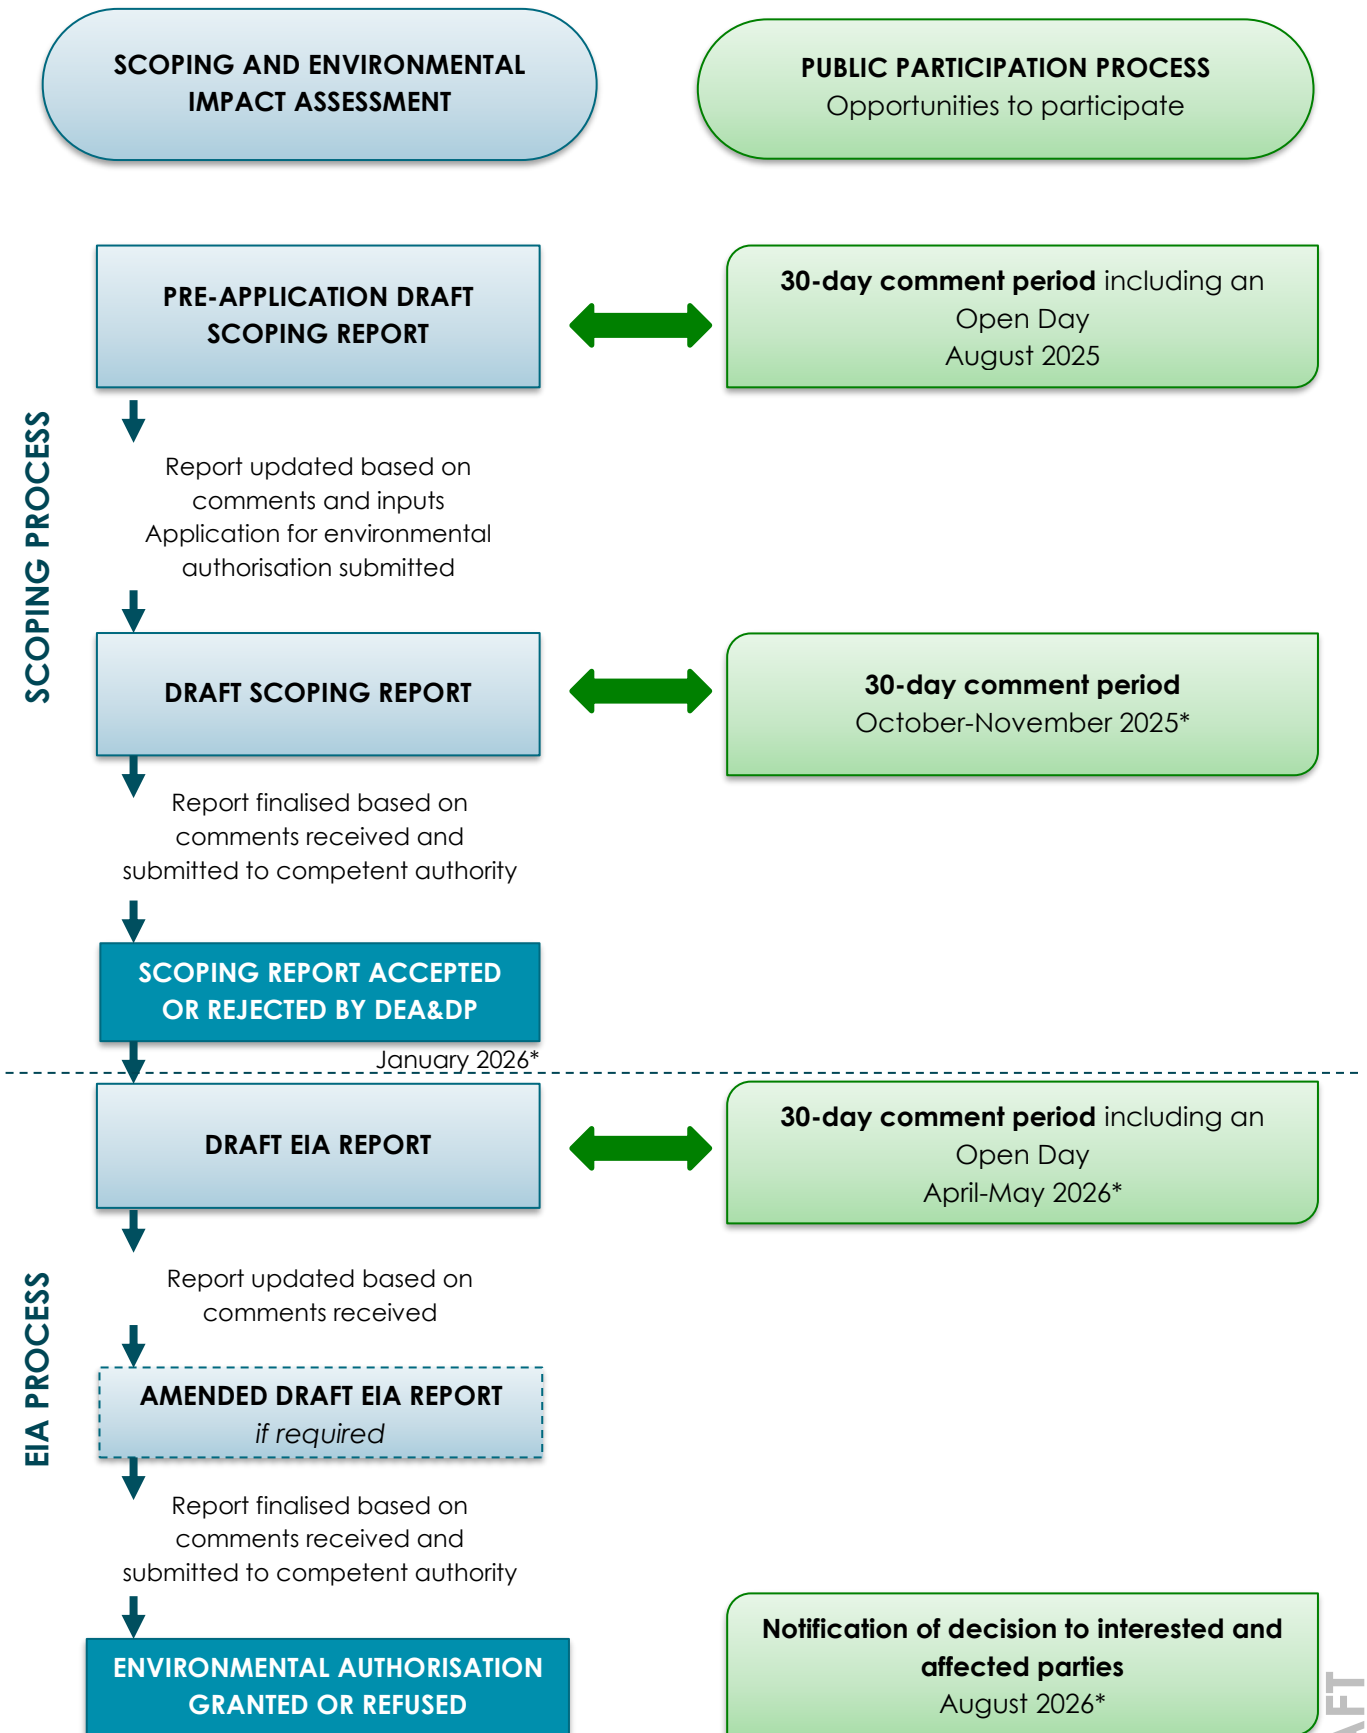 SCOPING AND ENVIRONMENTAL
IMPACT ASSESSMENT
PUBLIC PARTICIPATION PROCESS
Opportunities to participate
SCOPING PROCESS
PRE-APPLICATION DRAFT
SCOPING REPORT
30-day comment period including an
Open Day
August 2025
Report updated based on
comments and inputs
Application for environmental
authorisation submitted
DRAFT SCOPING REPORT
30-day comment period
October-November 2025*
Report finalised based on
comments received and
submitted to competent authority
SCOPING REPORT ACCEPTED
OR REJECTED BY DEA&DP
January 2026*
EIA PROCESS
DRAFT EIA REPORT
30-day comment period including an
Open Day
April-May 2026*
Report updated based on
comments received
AMENDED DRAFT EIA REPORT
if required
Report finalised based on
comments received and
submitted to competent authority
ENVIRONMENTAL AUTHORISATION
GRANTED OR REFUSED
Notification of decision to interested and
affected parties
August 2026*